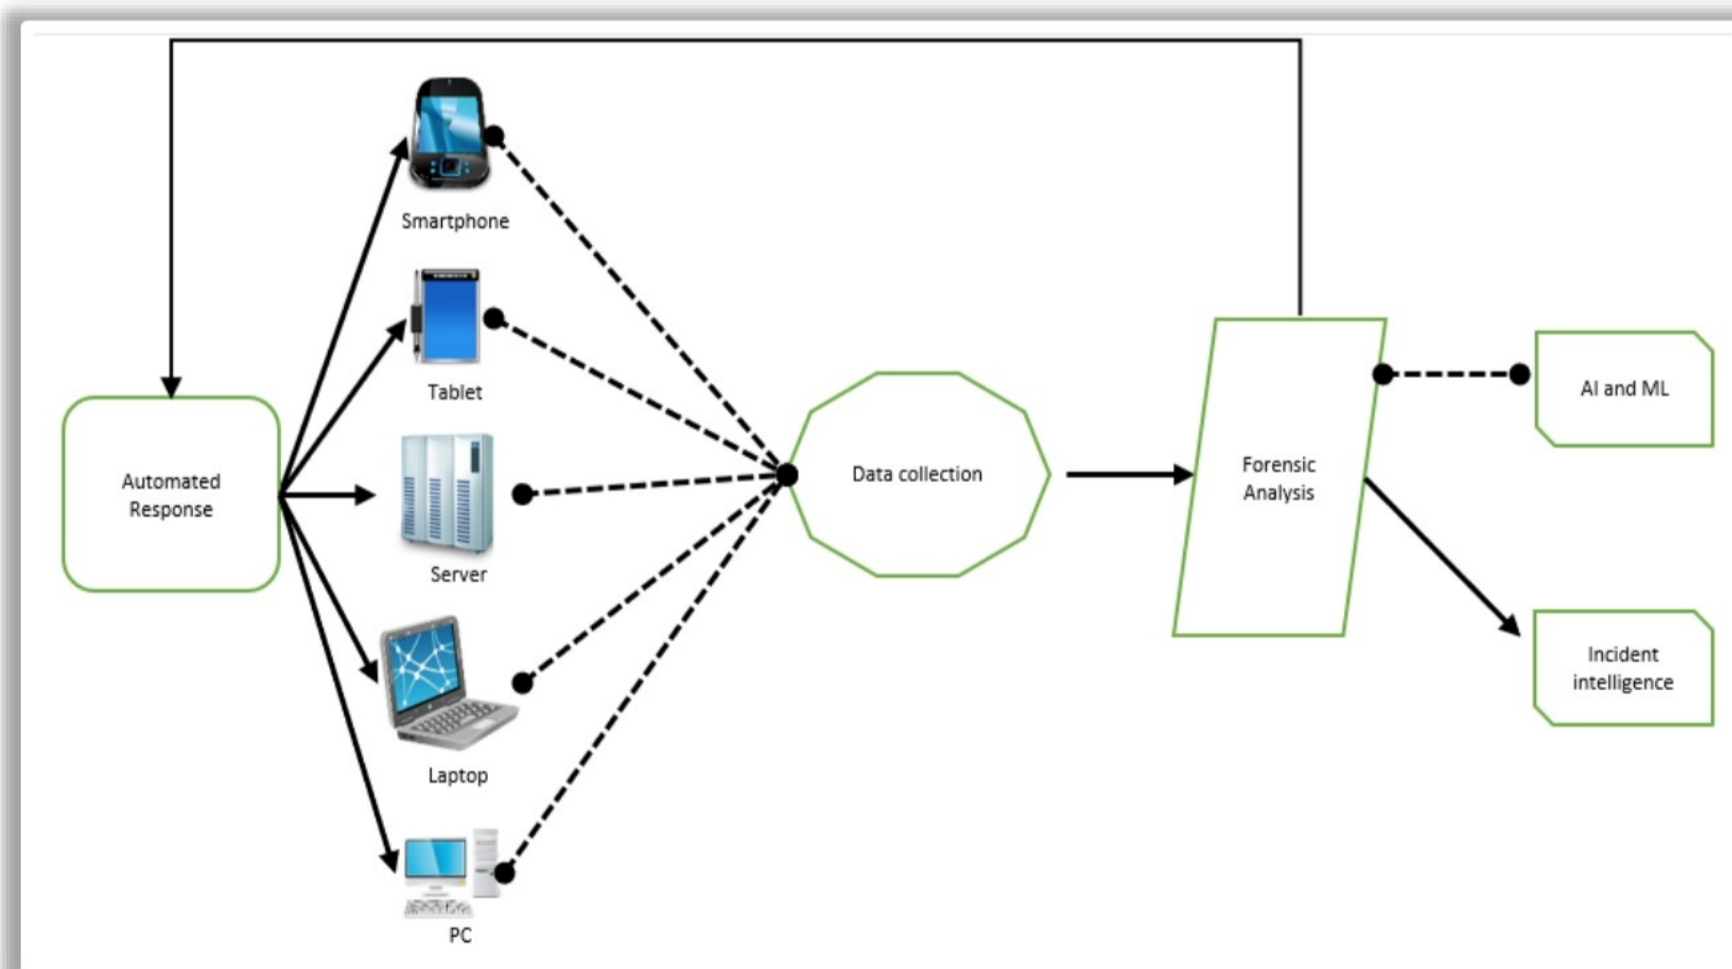 Smartphone
Tablet
Automated
Response
Server
Laptop
PC
Data collection
Forensic
Analysis
AI and ML
Incident
intelligence